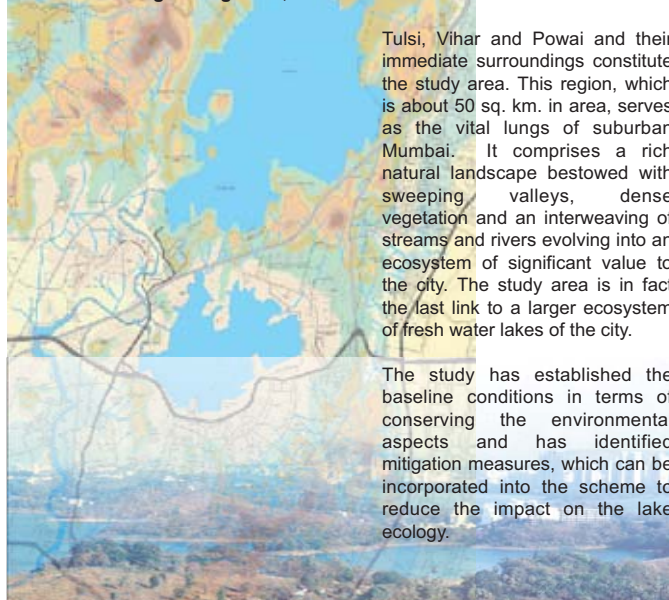 Tulsi, Vihar and Powai and their
immediate surroundings constitute
the study area. This region, which
is about 50 sq. km. in area, serves
as the vital lungs of suburban
Mumbai. It comprises a rich
natural landscape bestowed with
sweeping valleys, dense
vegetation and an interweaving of
streams and rivers evolving into an
ecosystem of significant value to
the city. The study area is in fact
the last link to a larger ecosystem
of fresh water lakes of the city.
The study has established the
baseline conditions in terms of
conserving the environmenta
aspects and has identified
mitigation measures, which can be
incorporated into the scheme to
reduce the impact on the lake
ecology.